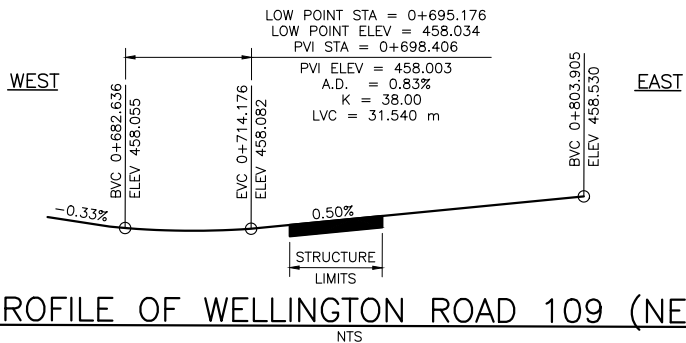 LOW POINT STA = 0+695.176
LOW POINT ELEV = 458.034
PVI STA = 0+698.406
PVI ELEV = 458.003
A.D. = 0.83%
K = 38.00
LVC = 31.540 m
WEST
EAST
BVC 0+682.636
ELEV 458.055
EVC 0+714.176
ELEV 458.082
BVC 0+803.905
ELEV 458.530
-0.33%
0.50%
STRUCTURE
LIMITS
ROFILE OF WELLINGTON ROAD 109 (NE
NTS